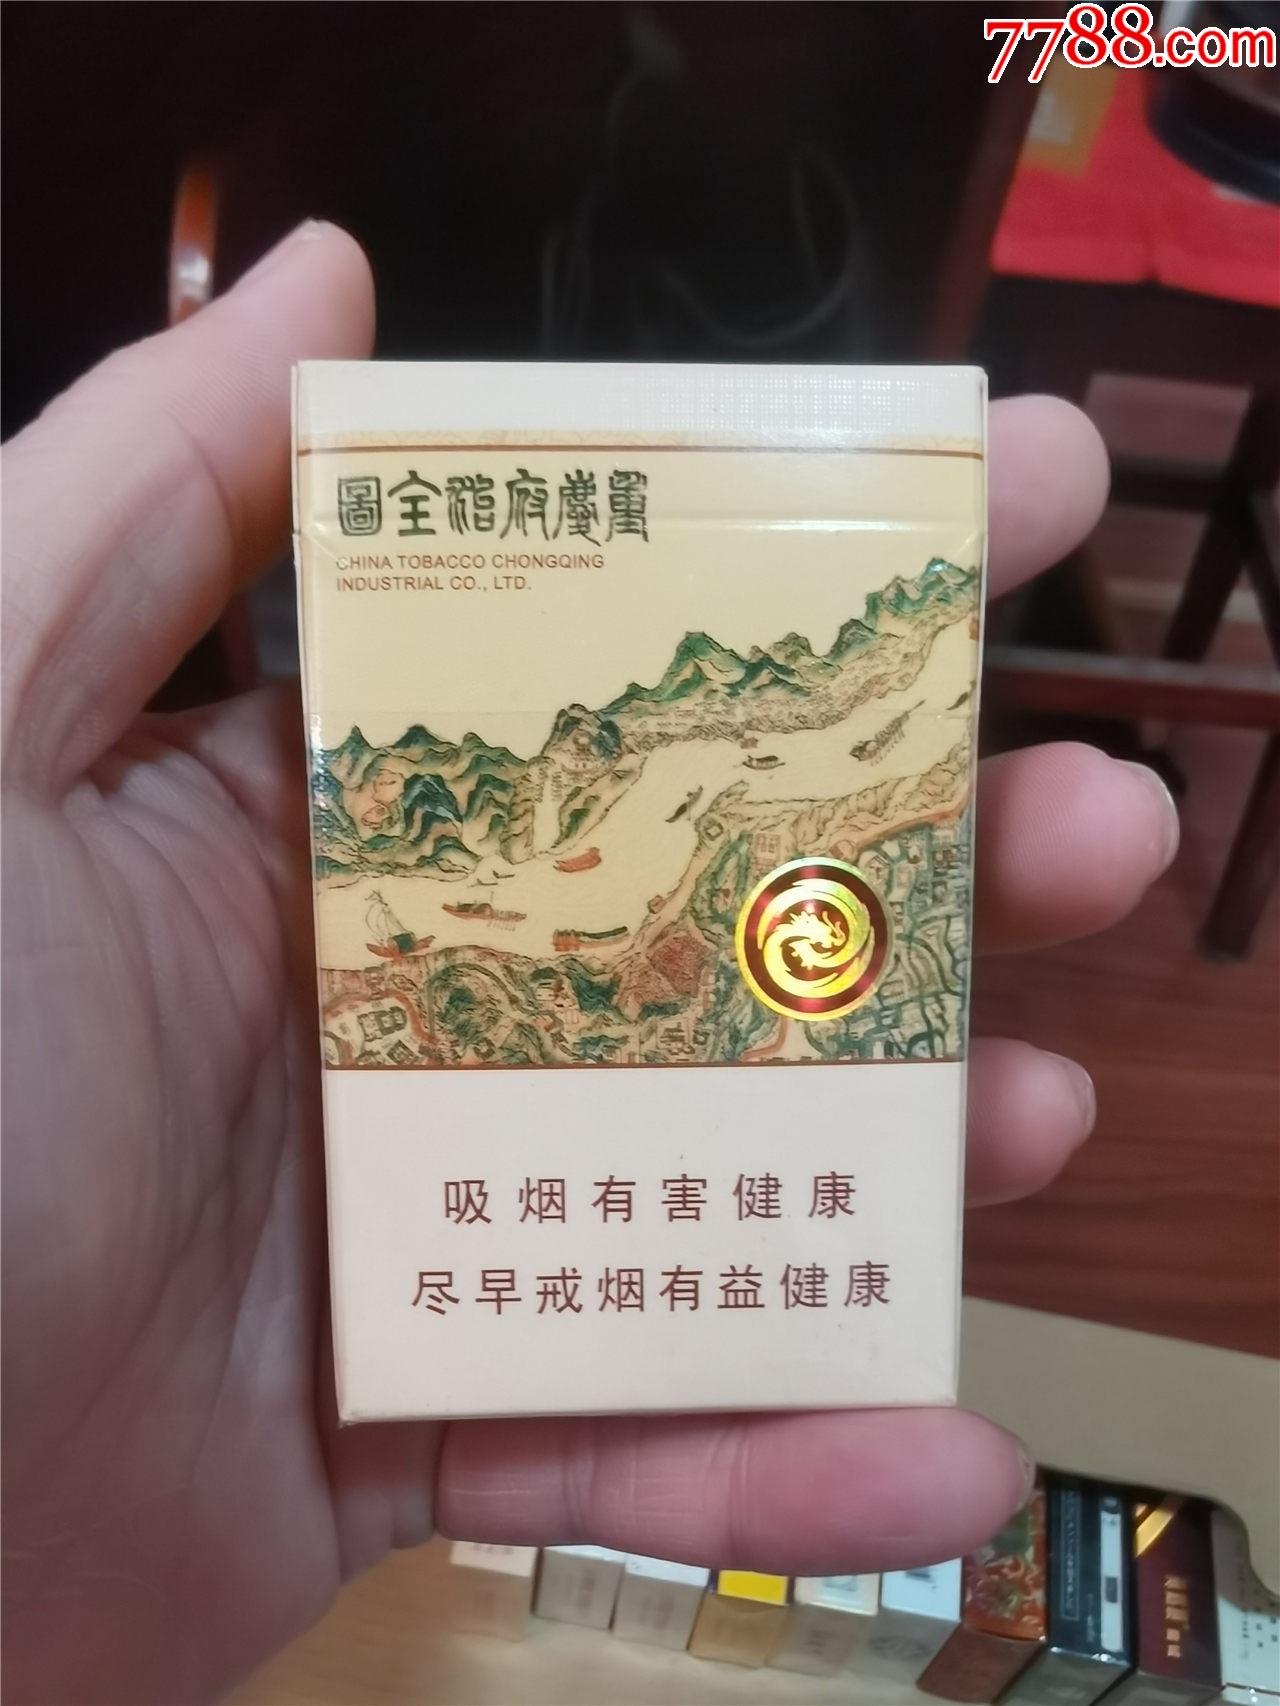 7788.com
重慶府治全圖
CHINA TOBACCO CHONGQING
INDUSTRIAL CO., LTD.
吸烟有害健康
尽早戒烟有益健康